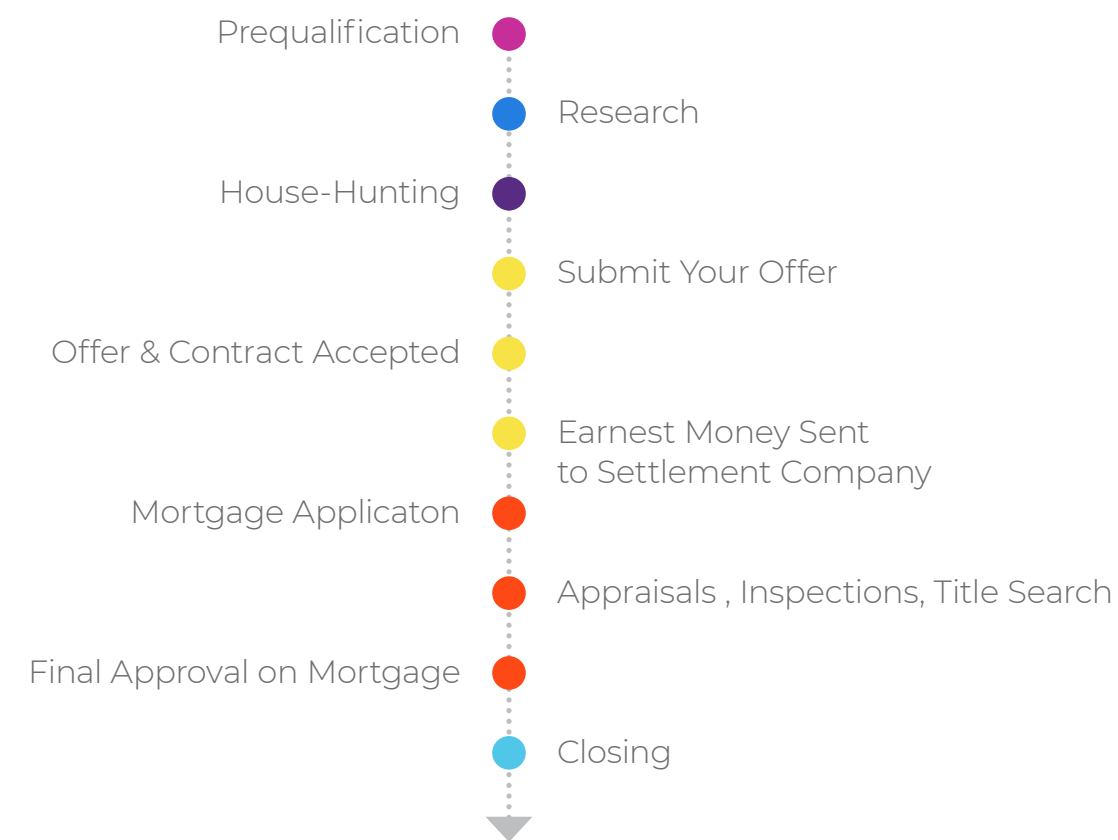 Prequalification
Research
House-Hunting
Submit Your Offer
Offer & Contract Accepted
Earnest Money Sent
to Settlement Company
Mortgage Applicaton
Appraisals , Inspections, Title Search
Final Approval on Mortgage
Closing